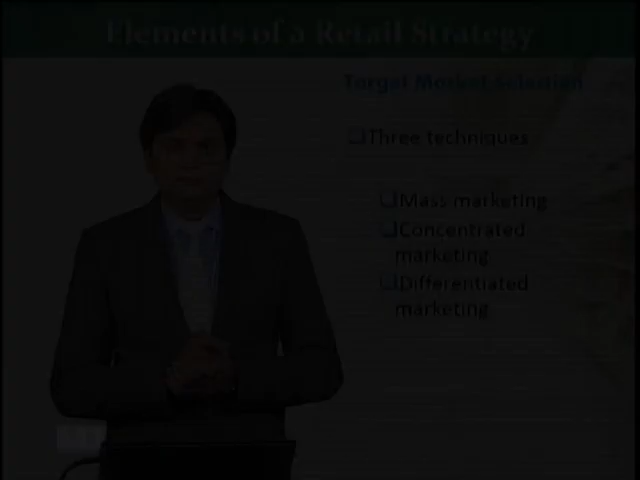 Elements of a Retail Strategy
Target Market Selection
Three techniques
Mass marketing
Concentrated
marketing
Differentiated
marketing